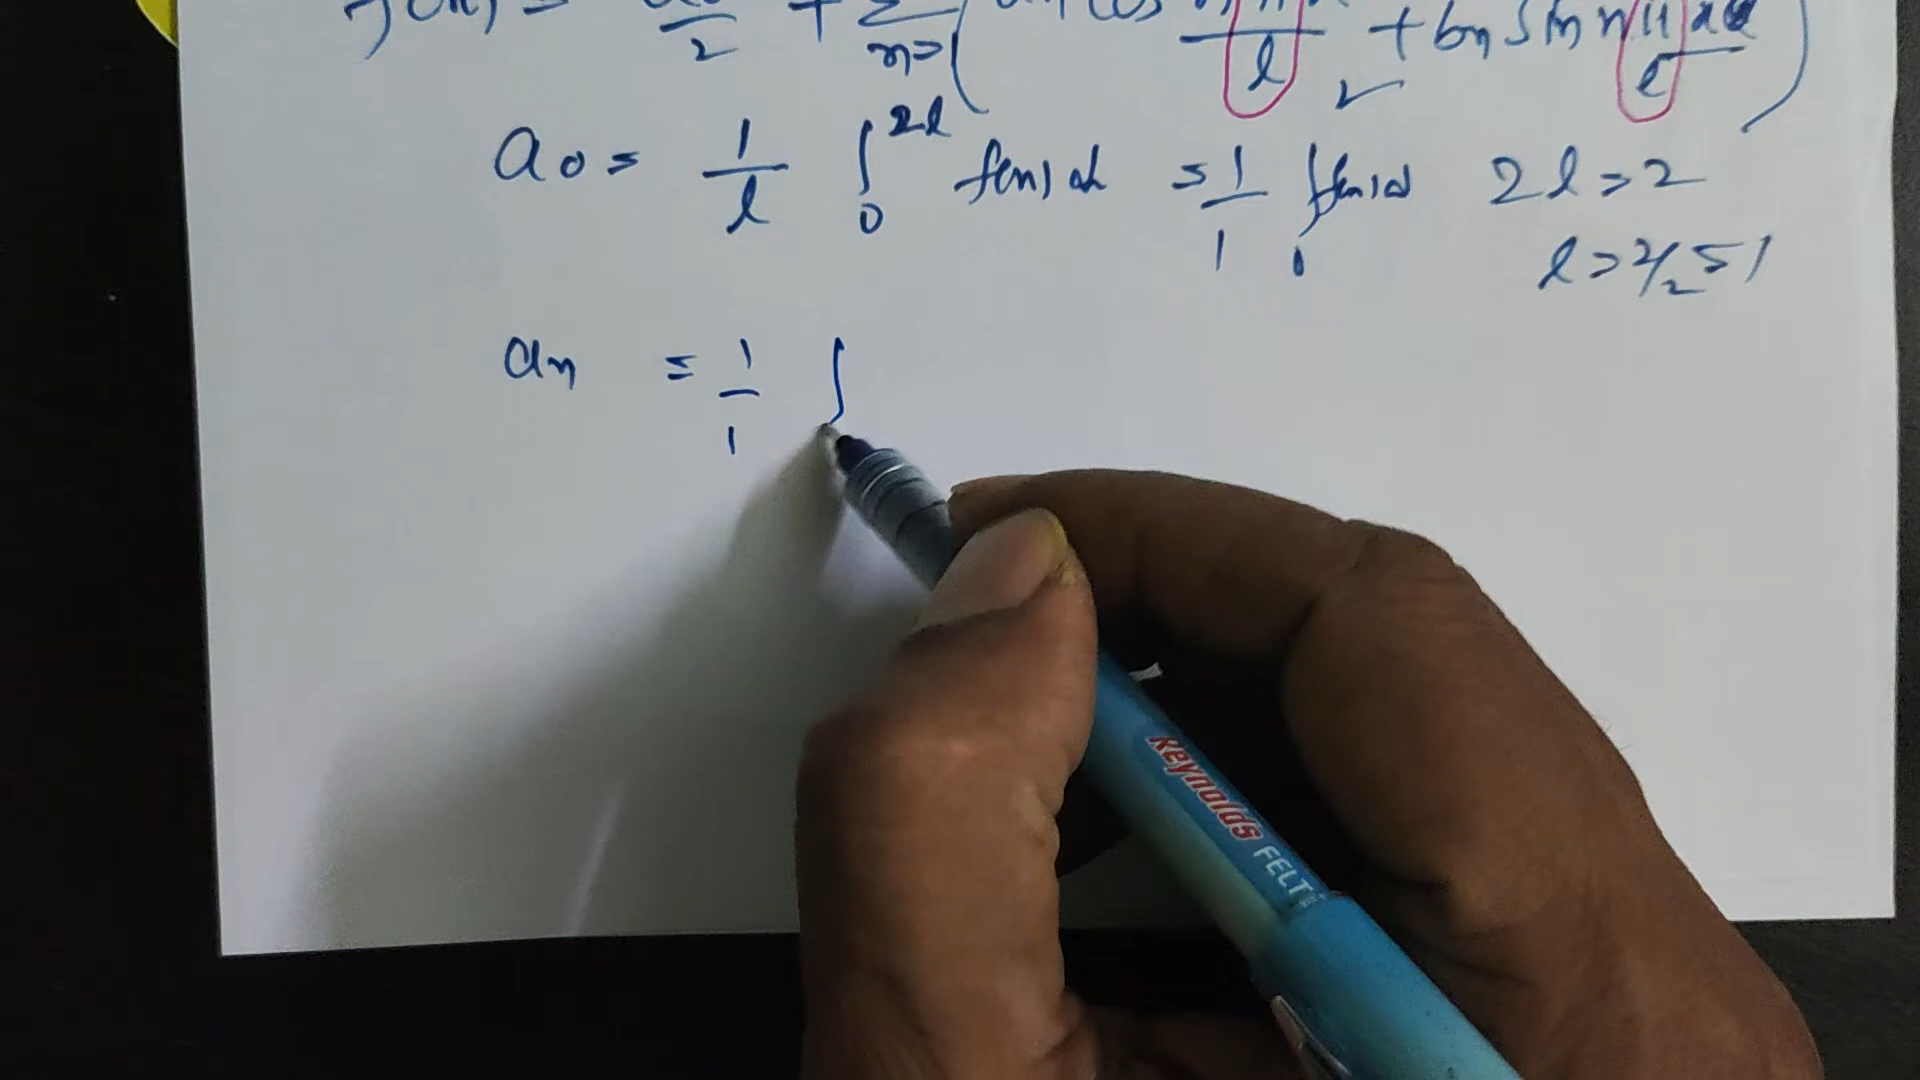 f(x) = a0/2 + Σ n=1 ( an cos nπx/l + bn sin nπx/l )
a0 = 1/l ∫ 0 2l f(x) dx = 1/1 ∫ 0 f(x) d 2l = 2
l = 2/2 = 1
an = 1/1 ∫
Reynolds FELT